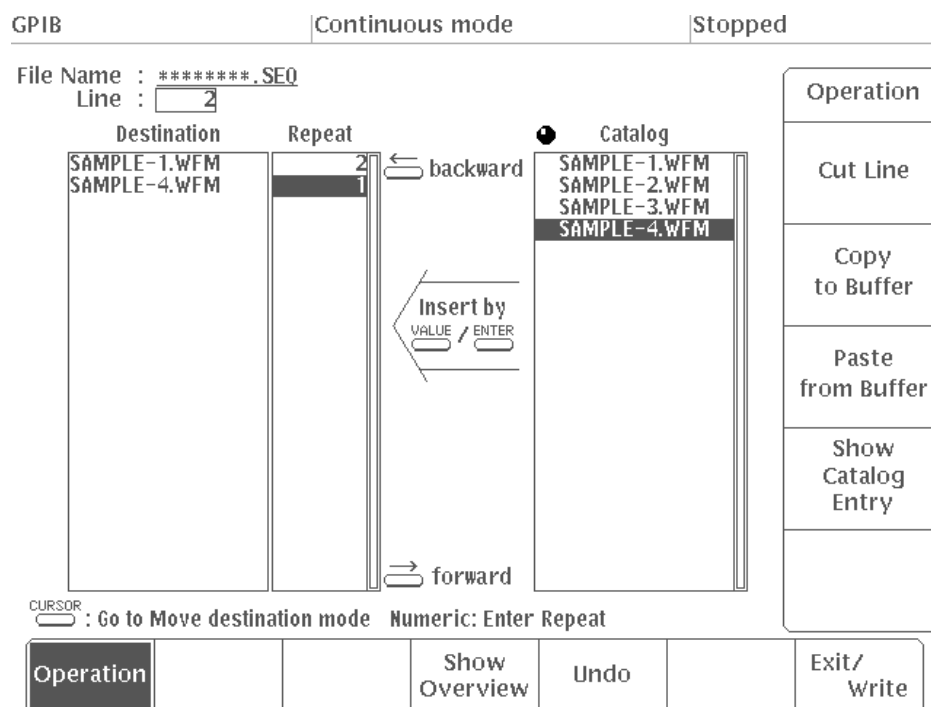 GPIB Continuous mode Stopped
File Name : ********.SEQ
Line : 2
Destination Repeat Catalog
SAMPLE-1.WFM 2
SAMPLE-4.WFM 1
backward
SAMPLE-1.WFM
SAMPLE-2.WFM
SAMPLE-3.WFM
SAMPLE-4.WFM
Insert by
VALUE / ENTER
forward
CURSOR : Go to Move destination mode Numeric: Enter Repeat
Operation
Cut Line
Copy
to Buffer
Paste
from Buffer
Show
Catalog
Entry
Operation
Show
Overview
Undo
Exit/
Write